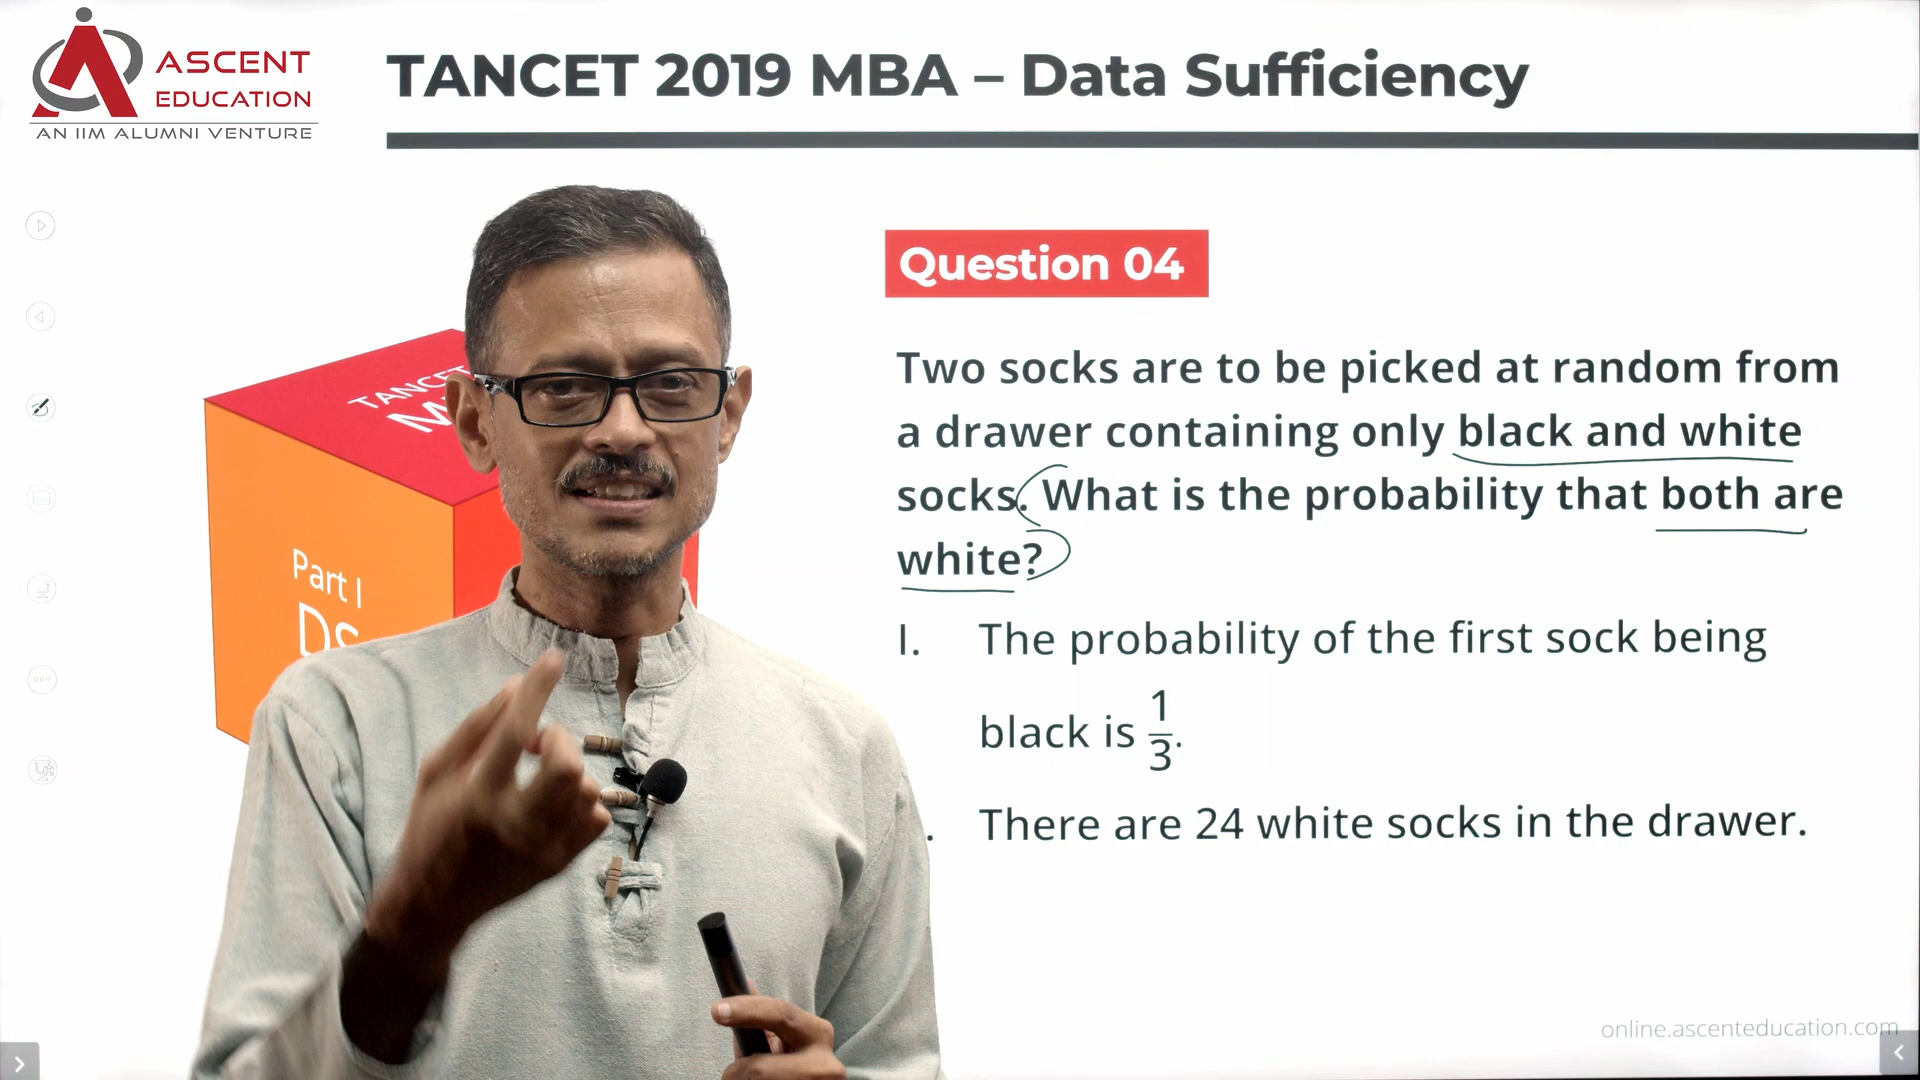 ASCENT
EDUCATION
AN IIM ALUMNI VENTURE
TANCET 2019 MBA – Data Sufficiency
Question 04
Two socks are to be picked at random from
a drawer containing only black and white
socks. What is the probability that both are
white?
I. The probability of the first sock being
black is 1/3.
. There are 24 white socks in the drawer.
TANCET
Part I
DS
online.ascenteducation.com